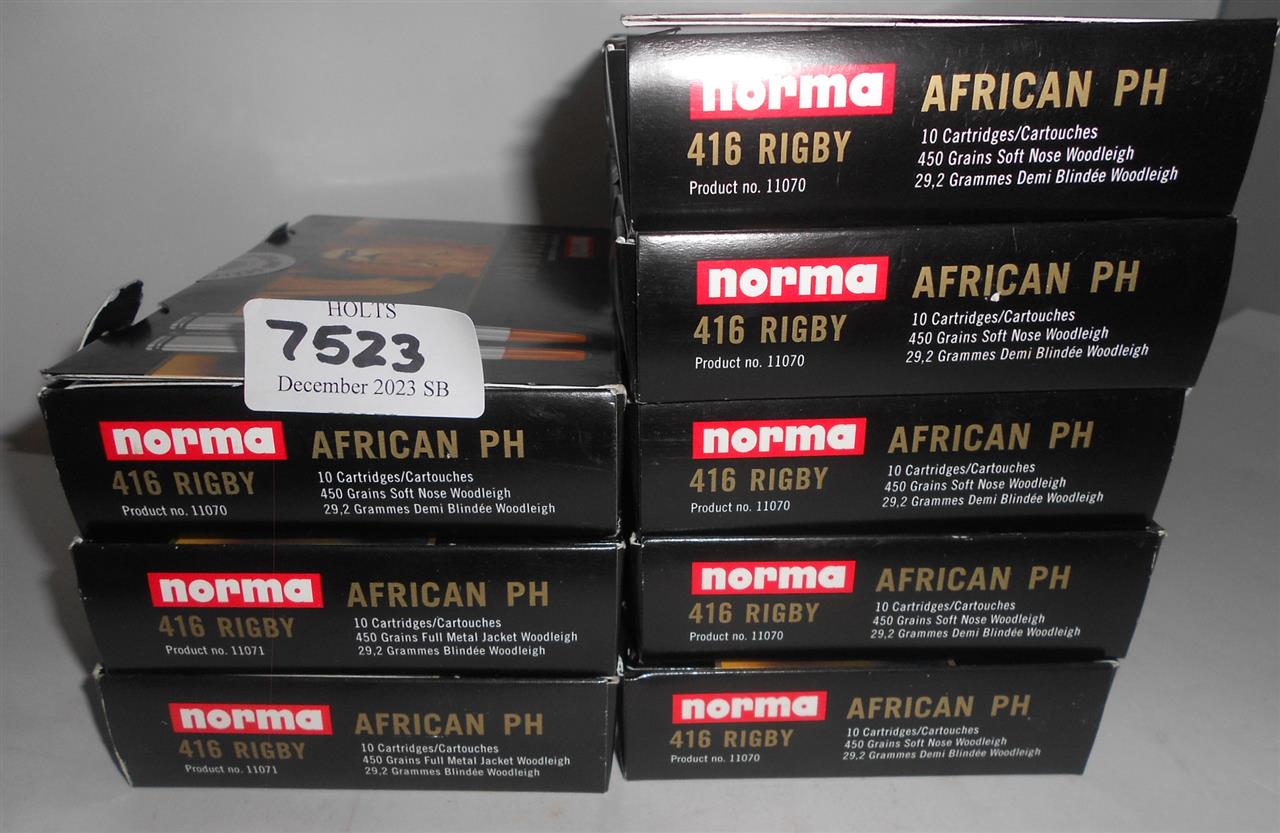 HOLTS
7523
December 2023 SB
norma AFRICAN PH
416 RIGBY
Product no. 11070
10 Cartridges/Cartouches
450 Grains Soft Nose Woodleigh
29,2 Grammes Demi Blindée Woodleigh
norma AFRICAN PH
416 RIGBY
Product no. 11071
10 Cartridges/Cartouches
450 Grains Full Metal Jacket Woodleigh
29,2 Grammes Blindée Woodleigh
norma AFRICAN PH
416 RIGBY
Product no. 11071
10 Cartridges/Cartouches
450 Grains Full Metal Jacket Woodleigh
29,2 Grammes Blindée Woodleigh
norma AFRICAN PH
416 RIGBY
Product no. 11070
10 Cartridges/Cartouches
450 Grains Soft Nose Woodleigh
29,2 Grammes Demi Blindée Woodleigh
norma AFRICAN PH
416 RIGBY
Product no. 11070
10 Cartridges/Cartouches
450 Grains Soft Nose Woodleigh
29,2 Grammes Demi Blindée Woodleigh
norma AFRICAN PH
416 RIGBY
Product no. 11070
10 Cartridges/Cartouches
450 Grains Soft Nose Woodleigh
29,2 Grammes Demi Blindée Woodleigh
norma AFRICAN PH
416 RIGBY
Product no. 11070
10 Cartridges/Cartouches
450 Grains Soft Nose Woodleigh
29,2 Grammes Demi Blindée Woodleigh
norma AFRICAN PH
416 RIGBY
Product no. 11070
10 Cartridges/Cartouches
450 Grains Soft Nose Woodleigh
29,2 Grammes Demi Blindée Woodleigh